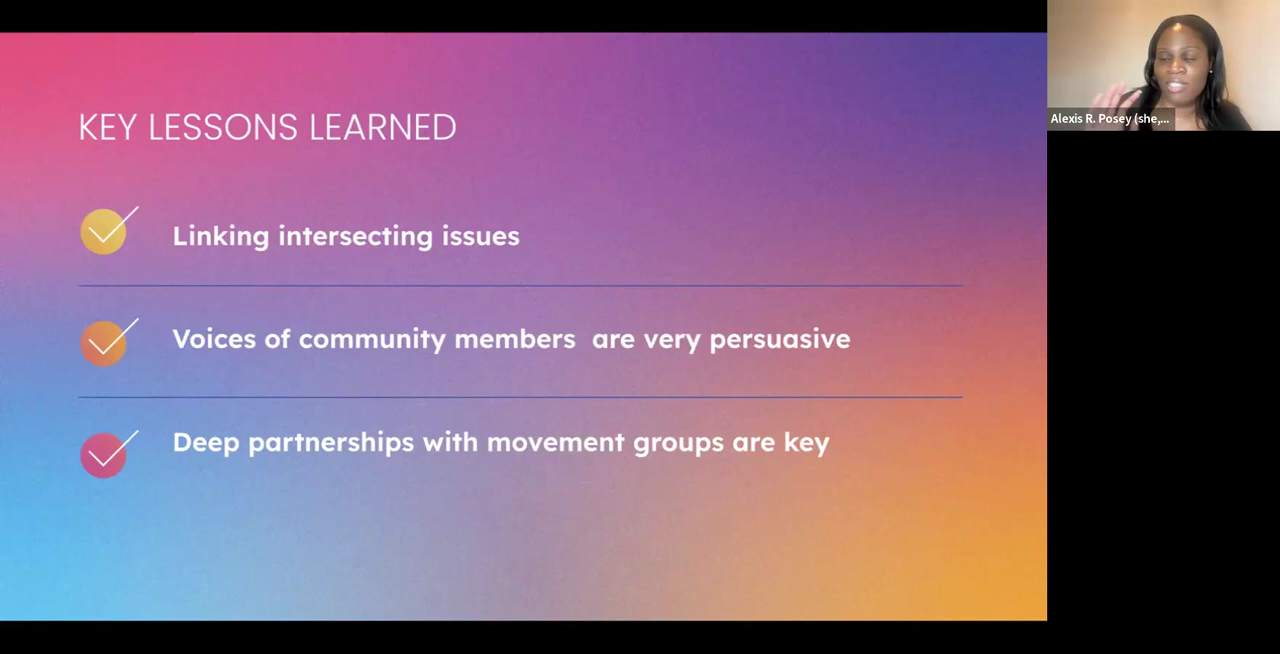 KEY LESSONS LEARNED
Linking intersecting issues
Voices of community members  are very persuasive
Deep partnerships with movement groups are key
Alexis R. Posey (she,...